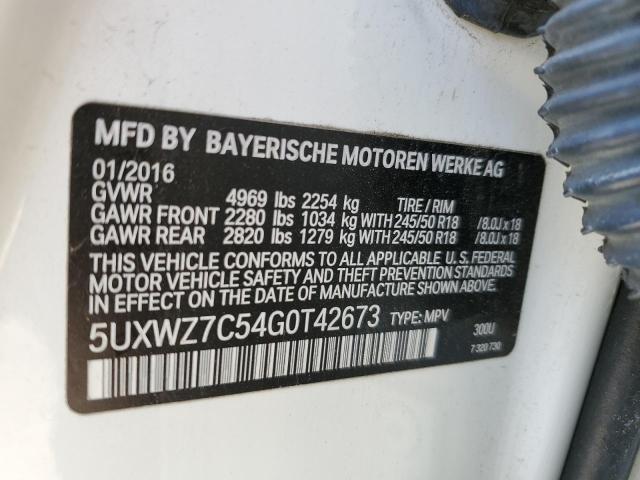 MFD BY BAYERISCHE MOTOREN WERKE AG
01/2016
GVWR 4969 lbs 2254 kg TIRE / RIM
GAWR FRONT 2280 lbs 1034 kg WITH 245/50 R18 /8.0J x 18
GAWR REAR 2820 lbs 1279 kg WITH 245/50 R18 /8.0J x 18
THIS VEHICLE CONFORMS TO ALL APPLICABLE U. S. FEDERAL
MOTOR VEHICLE SAFETY AND THEFT PREVENTION STANDARDS
IN EFFECT ON THE DATE OF MANUFACTURE SHOWN ABOVE.
5UXWZ7C54G0T42673 TYPE: MPV 300U
7 320 730